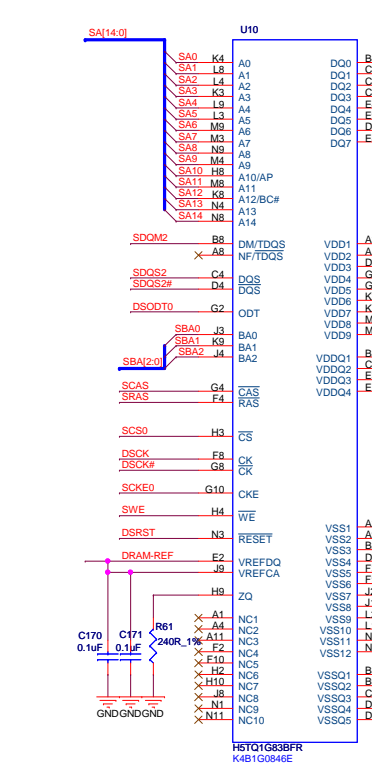 U10
SA[14:0]
SA0 K4 A0 DQ0 B
SA1 L8 A1 DQ1 C
SA2 L4 A2 DQ2 C
SA3 K3 A3 DQ3 C
SA4 L9 A4 DQ4 E
SA5 L3 A5 DQ5 E
SA6 M9 A6 DQ6 D
SA7 M3 A7 DQ7 E
SA8 N9 A8
SA9 M4 A9
SA10 H8 A10/AP
SA11 M8 A11
SA12 K8 A12/BC#
SA13 N4 A13
SA14 N8 A14
SDQM2 B8 DM/TDQS VDD1 A
A8 NF/TDQS VDD2 A
VDD3 D
SDQS2 C4 DQS VDD4 G
SDQS2# D4 DQS VDD5 G
VDD6 K
DSODT0 G2 ODT VDD7 K
VDD8 M
SBA0 J3 BA0 VDD9 M
SBA1 K9 BA1
SBA2 J4 BA2 VDDQ1 B
SBA[2:0] VDDQ2 C
VDDQ3 E
SCAS G4 CAS VDDQ4 E
SRAS F4 RAS
SCS0 H3 CS
DSCK F8 CK
DSCK# G8 CK
SCKE0 G10 CKE
SWE H4 WE
VSS1 A
DSRST N3 RESET VSS2 A
VSS3 B
DRAM-REF E2 VREFDQ VSS4 D
J9 VREFCA VSS5 F
VSS6 F
H9 ZQ VSS7 J
VSS8 J
A1 NC1 VSS9 L
A4 NC2 VSS10 L
A11 NC3 VSS11 N
F2 NC4 VSS12 N
F10 NC5
H2 NC6 VSSQ1 B
H10 NC7 VSSQ2 B
J8 NC8 VSSQ3 C
N1 NC9 VSSQ4 D
N11 NC10 VSSQ5 D
C170 C171 R61
0.1uF 0.1uF 240R_1%
GND GND GND
H5TQ1G83BFR
K4B1G0846E